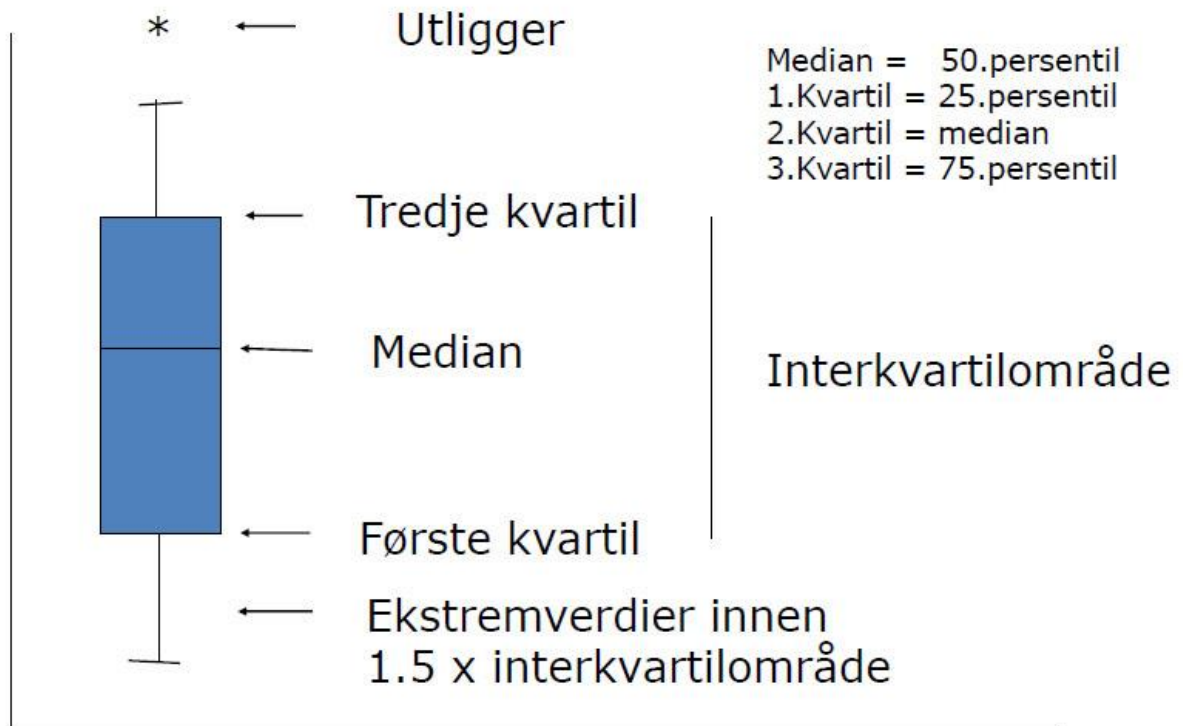 * Utligger
Median = 50.persentil
1.Kvartil = 25.persentil
2.Kvartil = median
3.Kvartil = 75.persentil
Tredje kvartil
Median
Interkvartilområde
Første kvartil
Ekstremverdier innen
1.5 x interkvartilområde